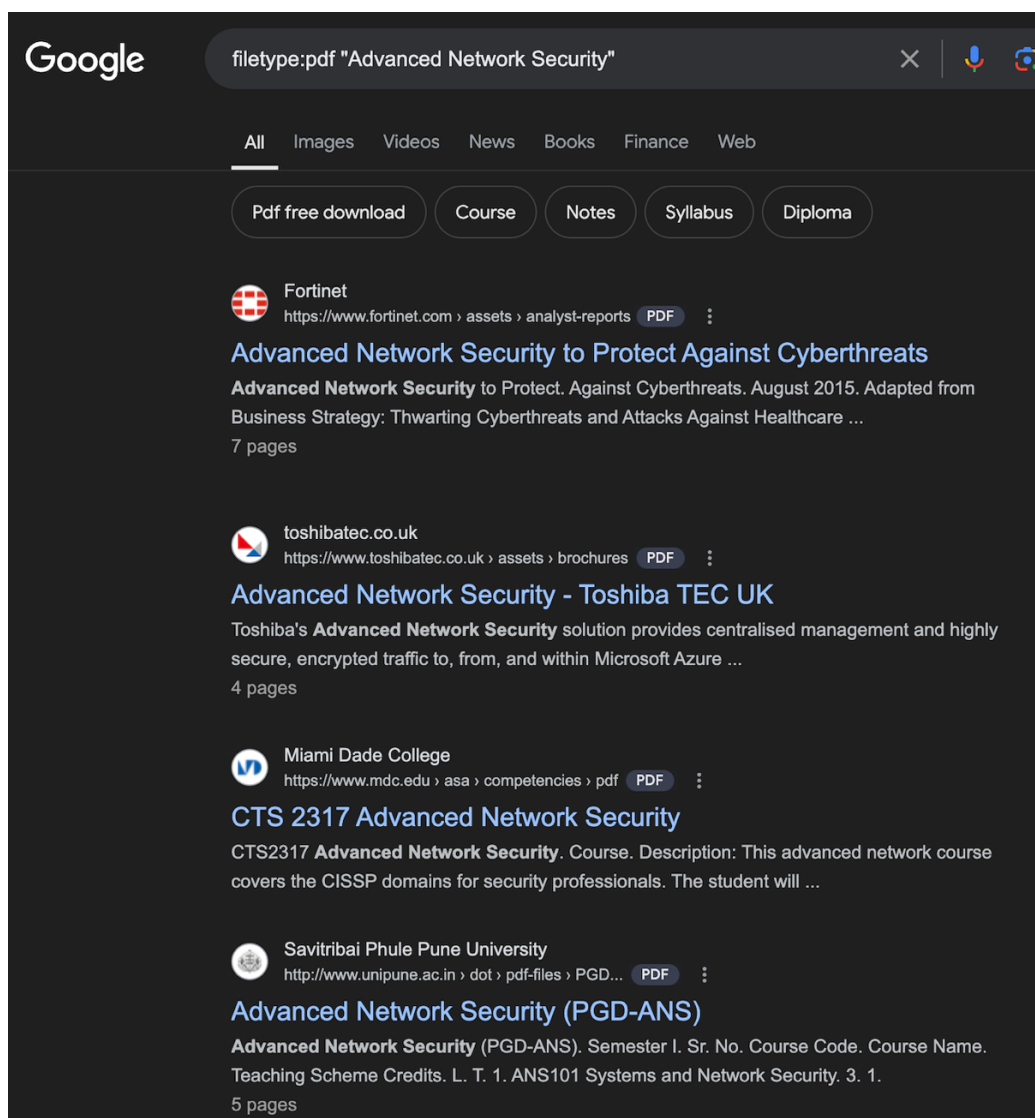 Google
filetype:pdf "Advanced Network Security"
All Images Videos News Books Finance Web
Pdf free download Course Notes Syllabus Diploma
Fortinet
https://www.fortinet.com › assets › analyst-reports PDF
Advanced Network Security to Protect Against Cyberthreats
Advanced Network Security to Protect. Against Cyberthreats. August 2015. Adapted from
Business Strategy: Thwarting Cyberthreats and Attacks Against Healthcare ...
7 pages
toshibatec.co.uk
https://www.toshibatec.co.uk › assets › brochures PDF
Advanced Network Security - Toshiba TEC UK
Toshiba's Advanced Network Security solution provides centralised management and highly
secure, encrypted traffic to, from, and within Microsoft Azure ...
4 pages
Miami Dade College
https://www.mdc.edu › asa › competencies › pdf PDF
CTS 2317 Advanced Network Security
CTS2317 Advanced Network Security. Course. Description: This advanced network course
covers the CISSP domains for security professionals. The student will ...
Savitribai Phule Pune University
http://www.unipune.ac.in › dot › pdf-files › PGD... PDF
Advanced Network Security (PGD-ANS)
Advanced Network Security (PGD-ANS). Semester I. Sr. No. Course Code. Course Name.
Teaching Scheme Credits. L. T. 1. ANS101 Systems and Network Security. 3. 1.
5 pages